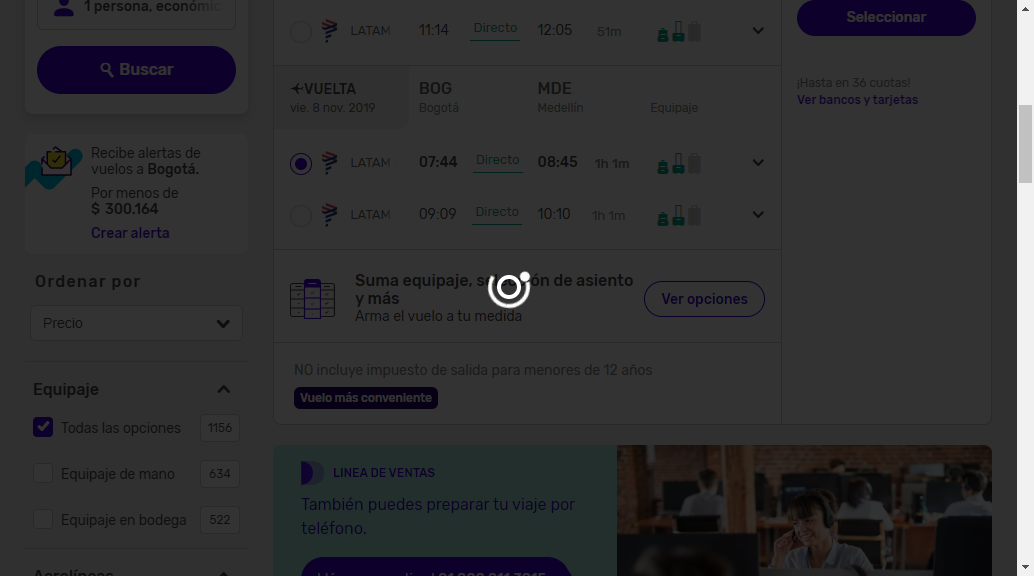 1 persona, económic
Buscar
LATAM 11:14 Directo 12:05 51m
Seleccionar
¡Hasta en 36 cuotas!
Ver bancos y tarjetas
VUELTA BOG MDE
vie. 8 nov. 2019 Bogotá Medellín Equipaje
LATAM 07:44 Directo 08:45 1h 1m
LATAM 09:09 Directo 10:10 1h 1m
Recibe alertas de
vuelos a Bogotá.
Por menos de
$ 300.164
Crear alerta
Ordenar por
Precio
Suma equipaje, selección de asiento
y más
Arma el vuelo a tu medida
Ver opciones
NO incluye impuesto de salida para menores de 12 años
Vuelo más conveniente
Equipaje
Todas las opciones 1156
Equipaje de mano 634
Equipaje en bodega 522
Aerolíneas
LINEA DE VENTAS
También puedes preparar tu viaje por
teléfono.